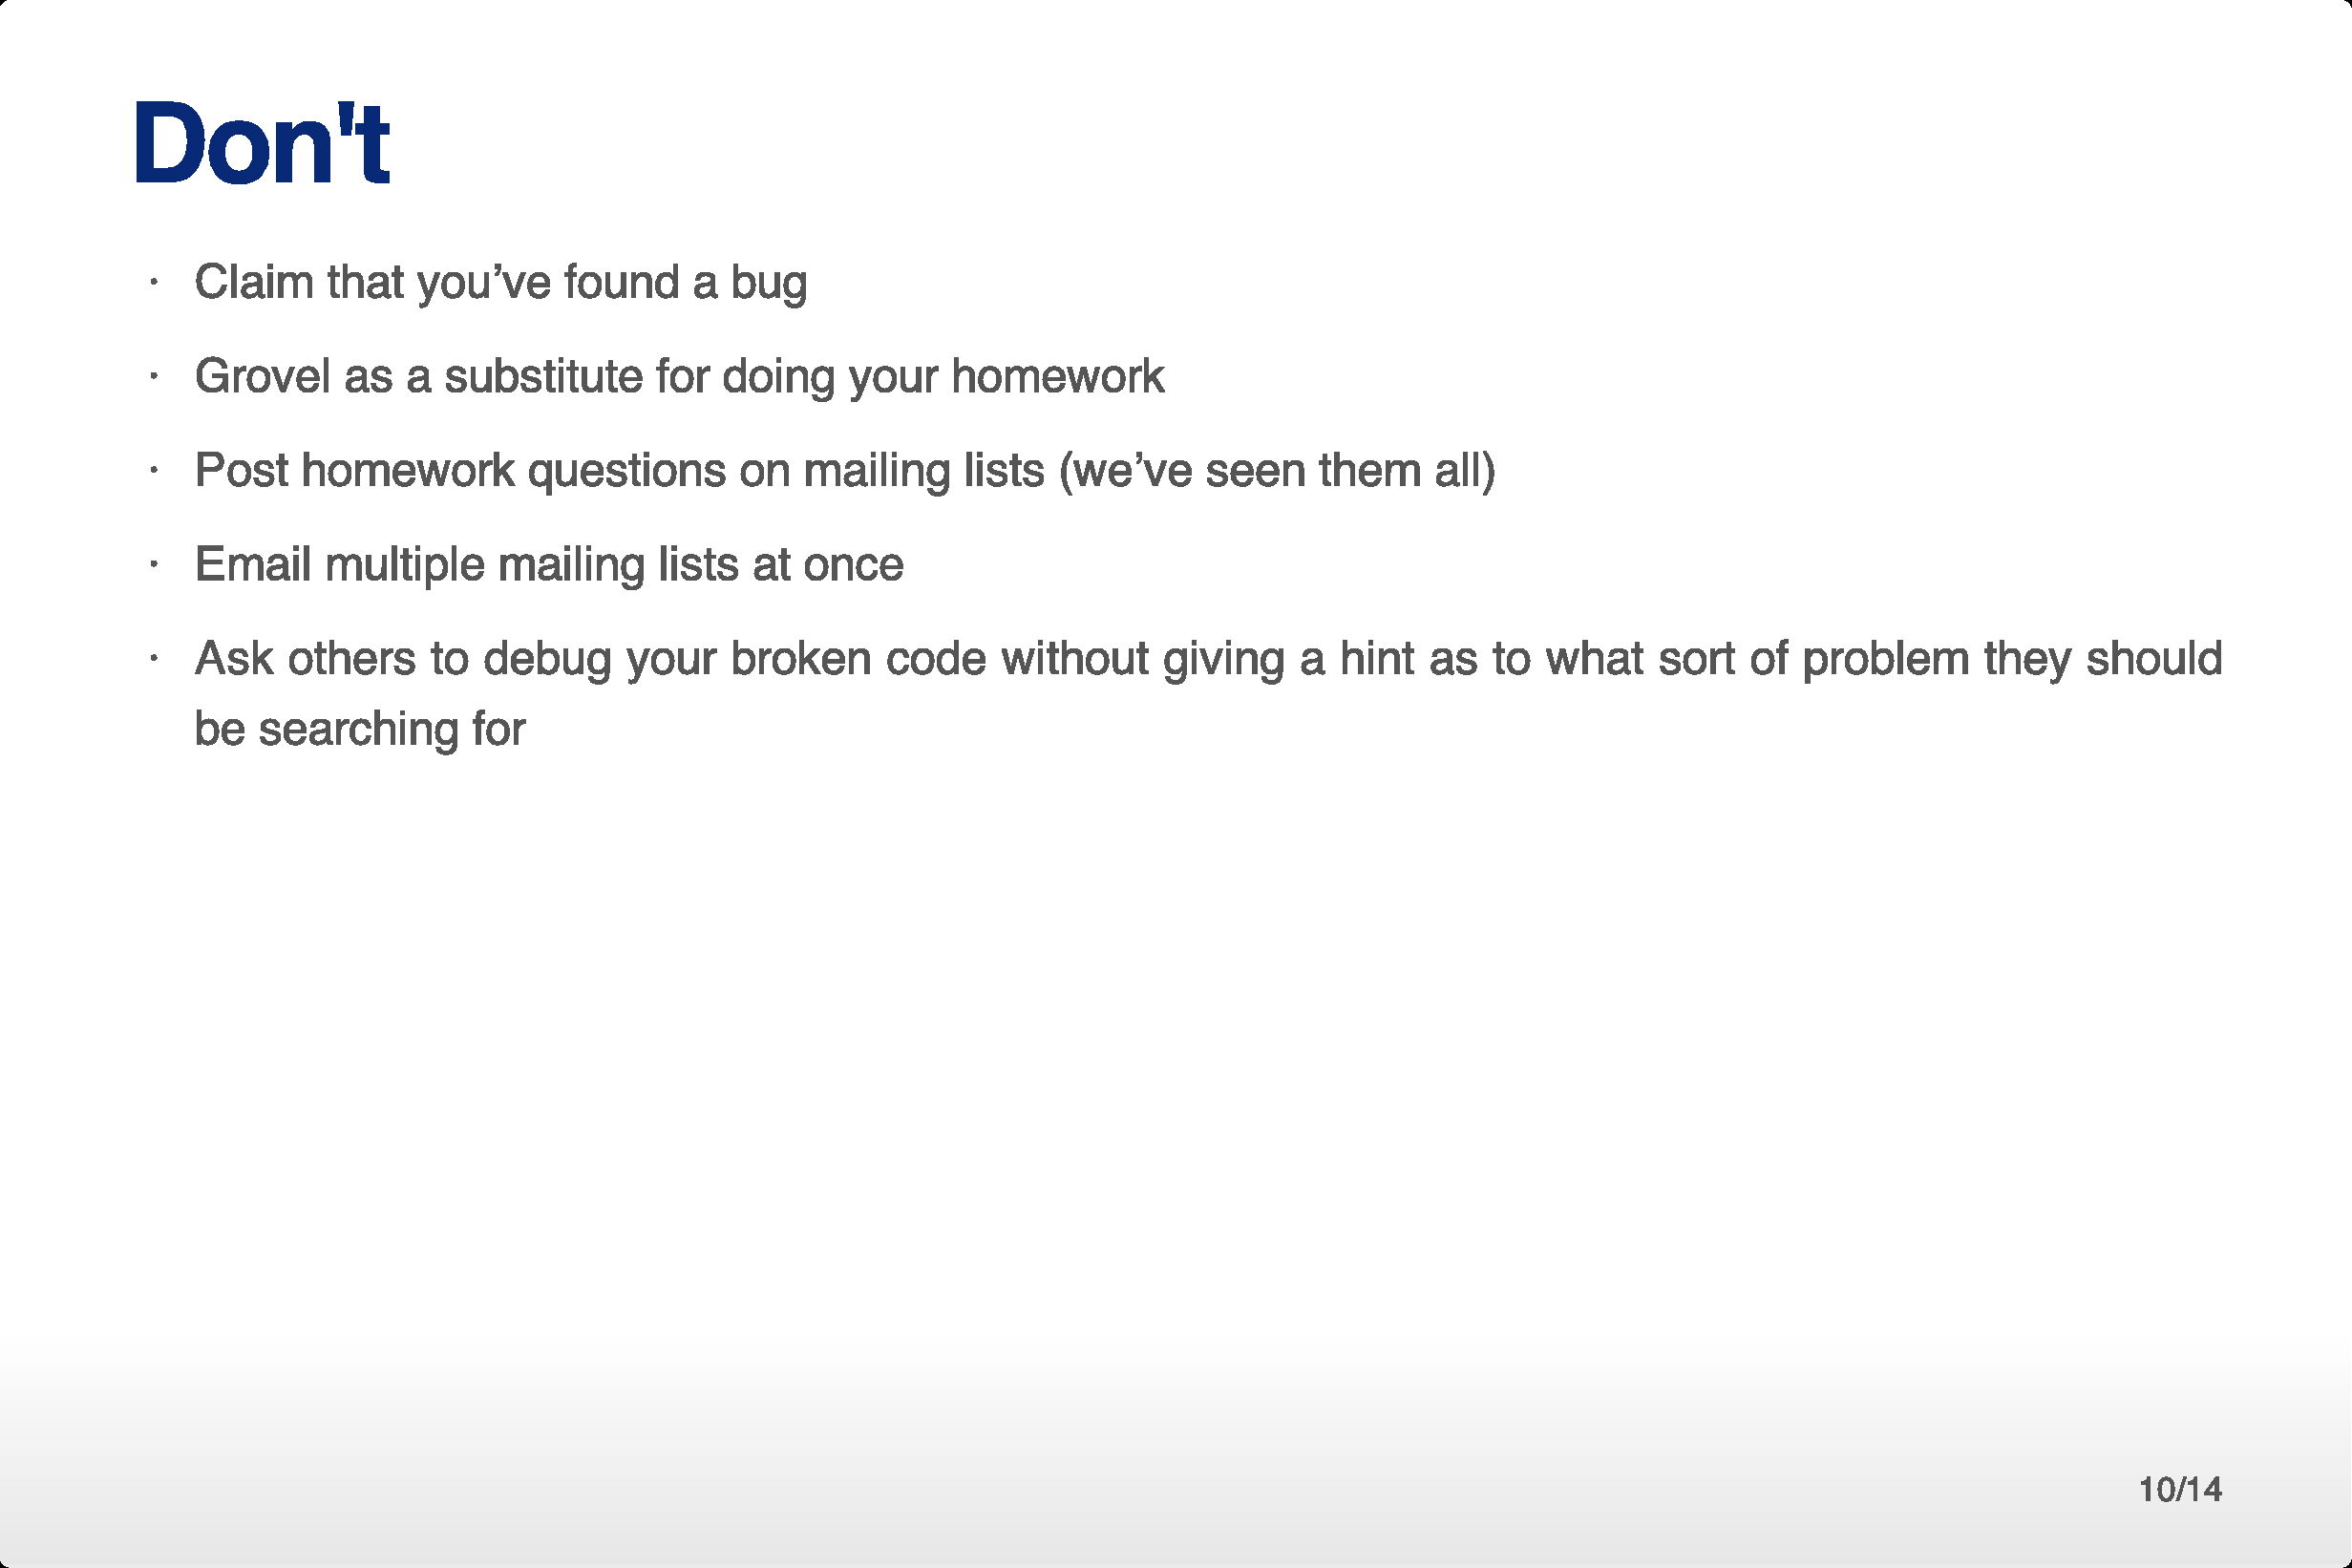 Don't
· Claim that you’ve found a bug
· Grovel as a substitute for doing your homework
· Post homework questions on mailing lists (we’ve seen them all)
· Email multiple mailing lists at once
· Ask others to debug your broken code without giving a hint as to what sort of problem they should
be searching for
10/14